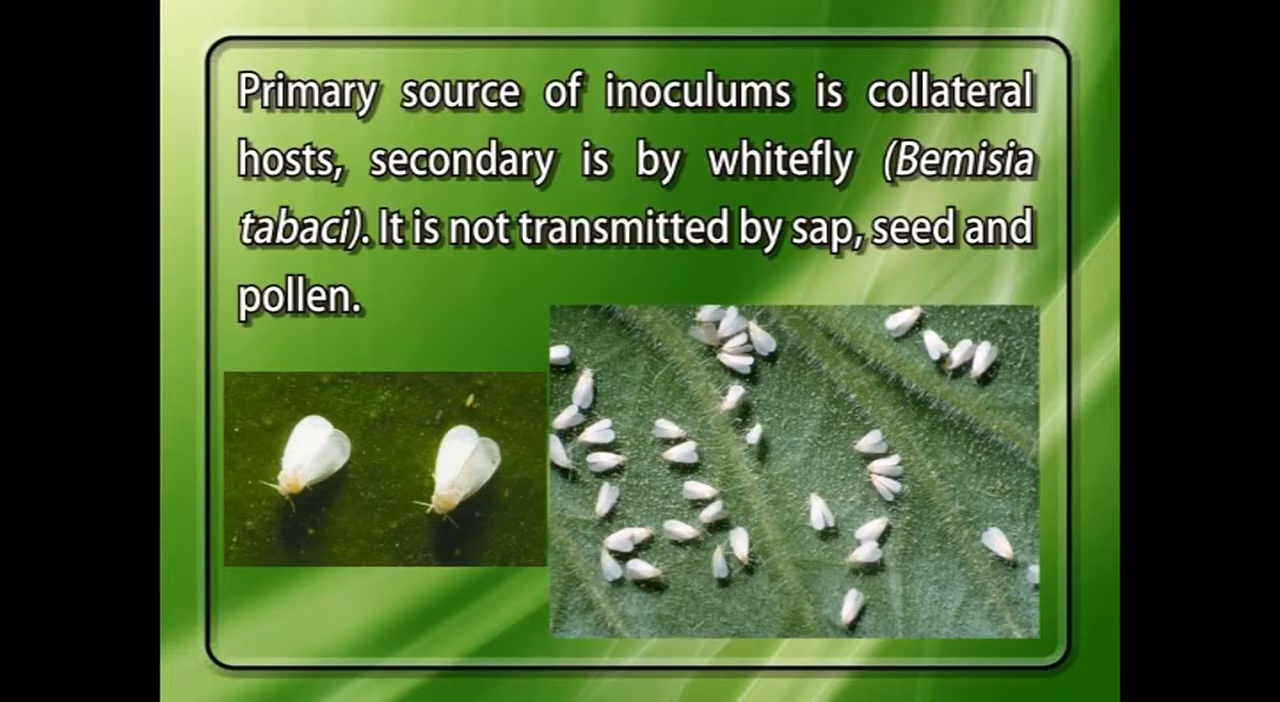 Primary source of inoculums is collateral
hosts, secondary is by whitefly (Bemisia
tabaci). It is not transmitted by sap, seed and
pollen.